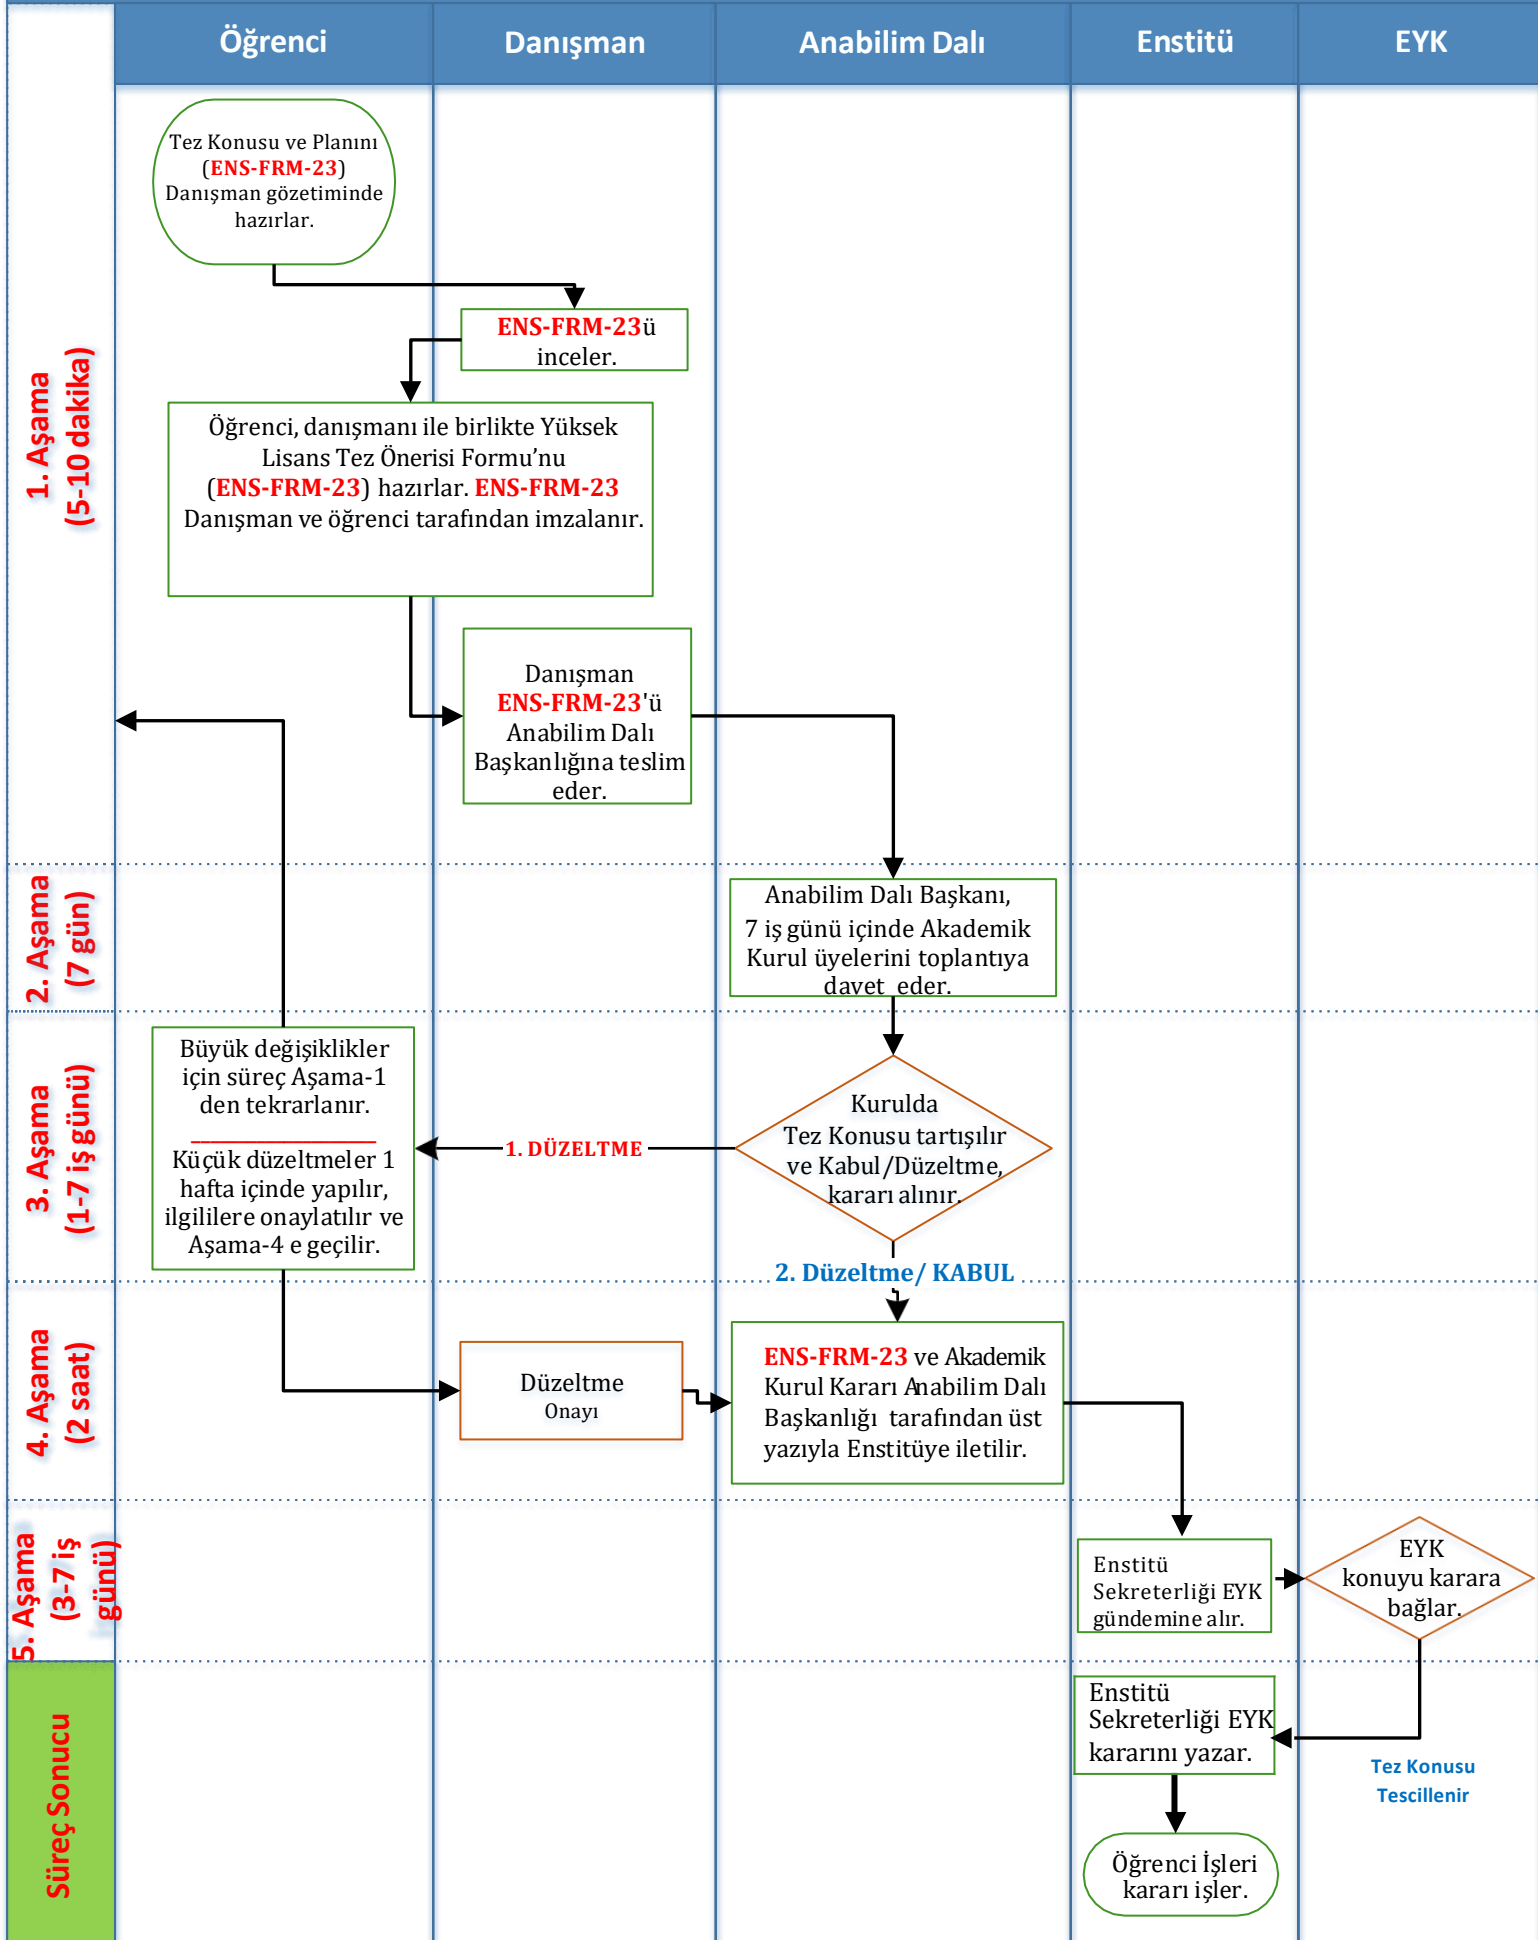 Öğrenci
Danışman
Anabilim Dalı
Enstitü
EYK
1. Aşama
(5-10 dakika)
Tez Konusu ve Planını
(ENS-FRM-23)
Danışman gözetiminde
hazırlar.
ENS-FRM-23ü
inceler.
Öğrenci, danışmanı ile birlikte Yüksek
Lisans Tez Önerisi Formu’nu
(ENS-FRM-23) hazırlar. ENS-FRM-23
Danışman ve öğrenci tarafından imzalanır.
Danışman
ENS-FRM-23'ü
Anabilim Dalı
Başkanlığına teslim
eder.
2. Aşama
(7 gün)
Anabilim Dalı Başkanı,
7 iş günü içinde Akademik
Kurul üyelerini toplantıya
davet eder.
3. Aşama
(1-7 iş günü)
Büyük değişiklikler
için süreç Aşama-1
den tekrarlanır.
Küçük düzeltmeler 1
hafta içinde yapılır,
ilgililere onaylatılır ve
Aşama-4 e geçilir.
1. DÜZELTME
Kurulda
Tez Konusu tartışılır
ve Kabul/Düzeltme,
kararı alınır.
2. Düzeltme/ KABUL
4. Aşama
(2 saat)
Düzeltme
Onayı
ENS-FRM-23 ve Akademik
Kurul Kararı Anabilim Dalı
Başkanlığı tarafından üst
yazıyla Enstitüye iletilir.
5. Aşama
(3-7 iş
günü)
Enstitü
Sekreterliği EYK
gündemine alır.
EYK
konuyu karara
bağlar.
Süreç Sonucu
Enstitü
Sekreterliği EYK
kararını yazar.
Tez Konusu
Tescillenir
Öğrenci İşleri
kararı işler.